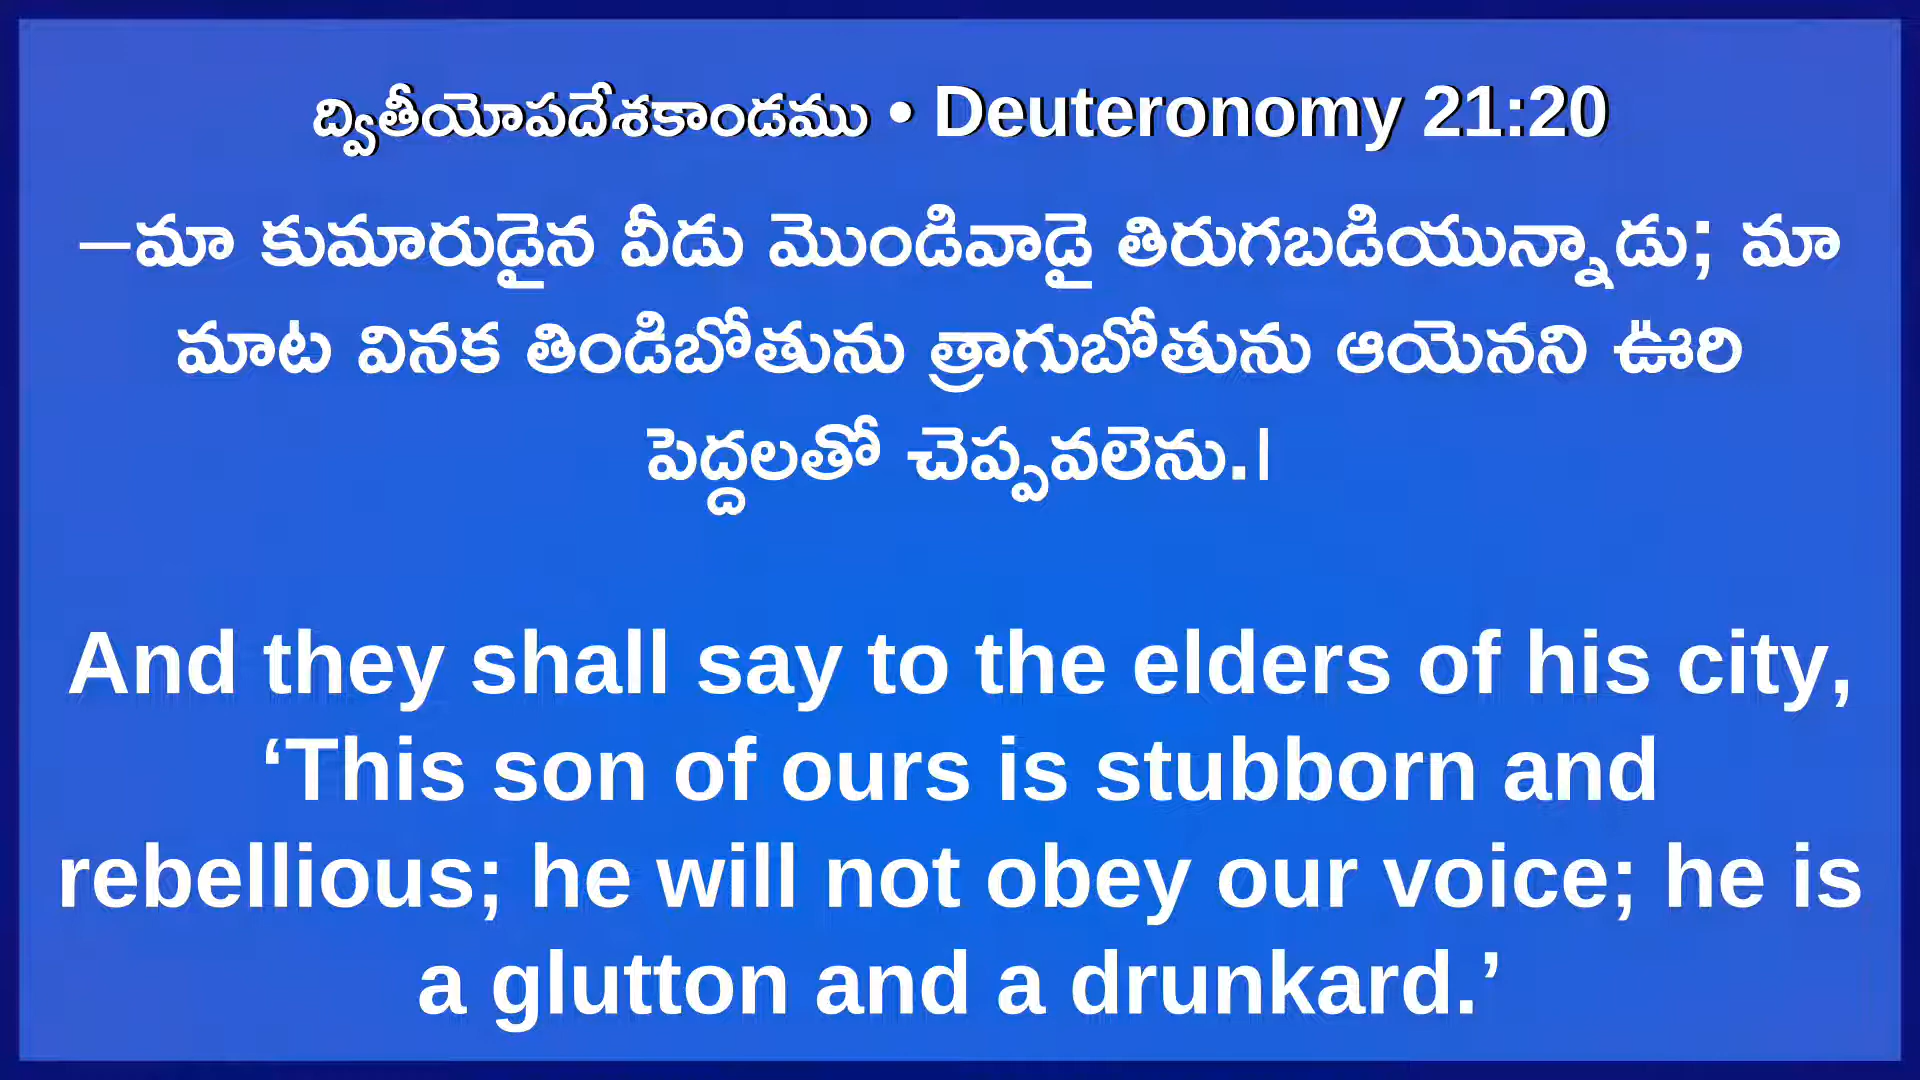 ద్వితీయోపదేశకాండము • Deuteronomy 21:20
–మా కుమారుడైన వీడు మొండివాడై తిరుగబడియున్నాడు; మా
మాట వినక తిండిబోతును త్రాగుబోతును ఆయెనని ఊరి
పెద్దలతో చెప్పవలెను.|
And they shall say to the elders of his city,
‘This son of ours is stubborn and
rebellious; he will not obey our voice; he is
a glutton and a drunkard.’